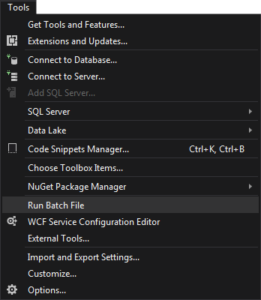 Tools
Get Tools and Features...
Extensions and Updates...
Connect to Database...
Connect to Server...
Add SQL Server...
SQL Server
Data Lake
Code Snippets Manager... Ctrl+K, Ctrl+B
Choose Toolbox Items...
NuGet Package Manager
Run Batch File
WCF Service Configuration Editor
External Tools...
Import and Export Settings...
Customize...
Options...